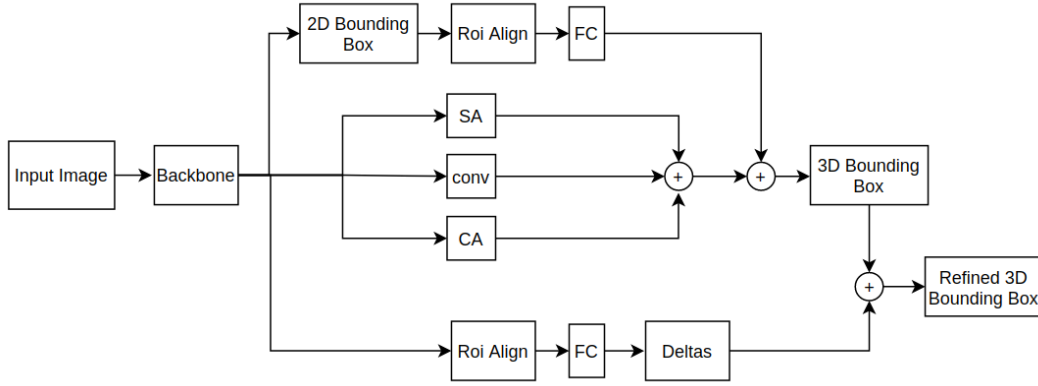 2D Bounding
Box
Roi Align
FC
SA
Input Image
Backbone
conv
+
+
3D Bounding
Box
CA
+
Refined 3D
Bounding Box
Roi Align
FC
Deltas